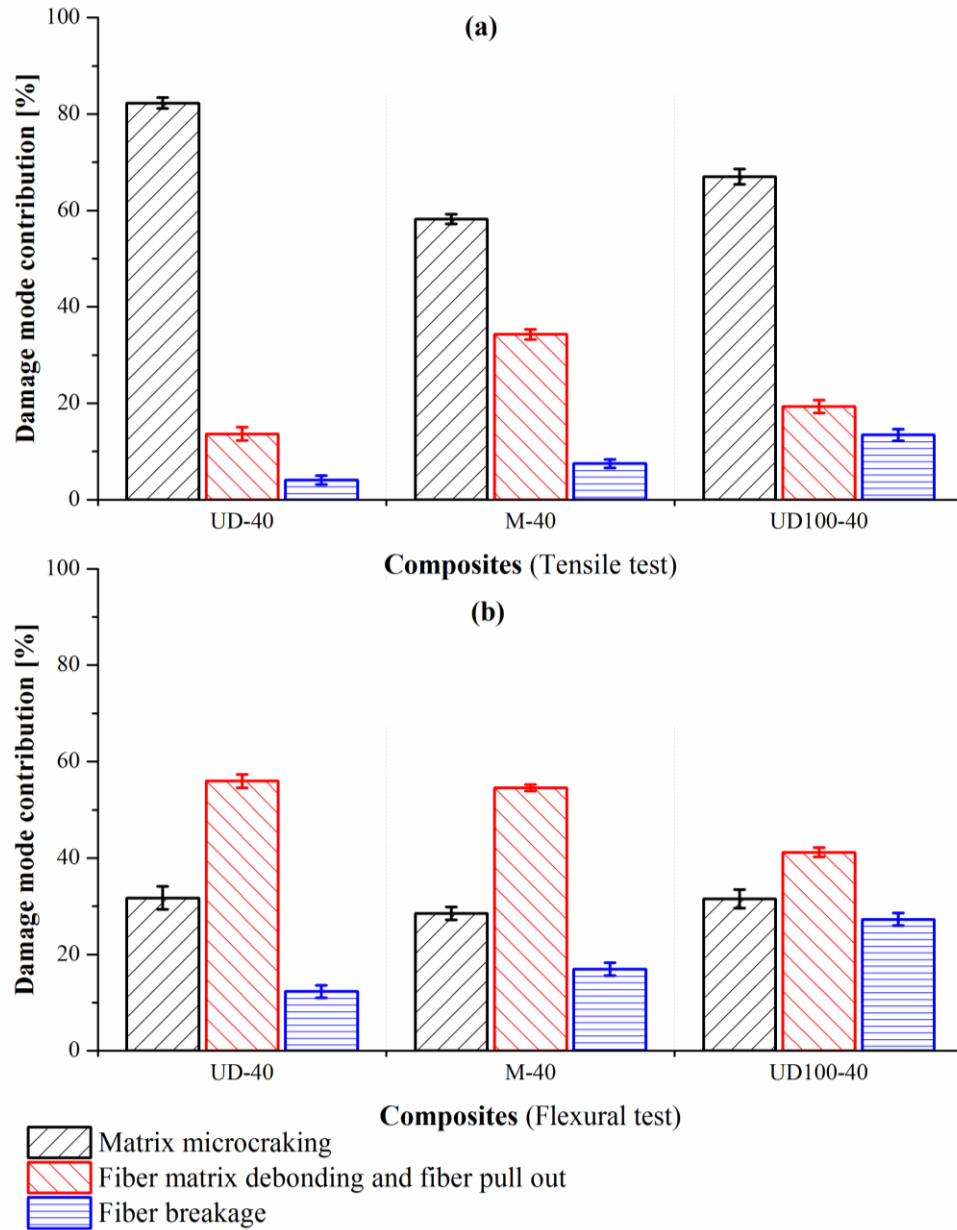 (a)
Damage mode contribution [%]
100
80
60
40
20
0
UD-40 M-40 UD100-40
Composites (Tensile test)
(b)
Damage mode contribution [%]
100
80
60
40
20
0
UD-40 M-40 UD100-40
Composites (Flexural test)
Matrix microcraking
Fiber matrix debonding and fiber pull out
Fiber breakage